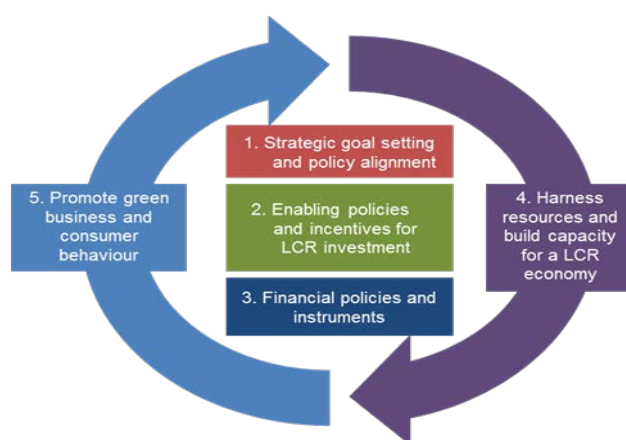 1. Strategic goal setting
and policy alignment
2. Enabling policies
and incentives for
LCR investment
3. Financial policies and
instruments
4. Harness
resources and
build capacity
for a LCR
economy
5. Promote green
business and
consumer
behaviour